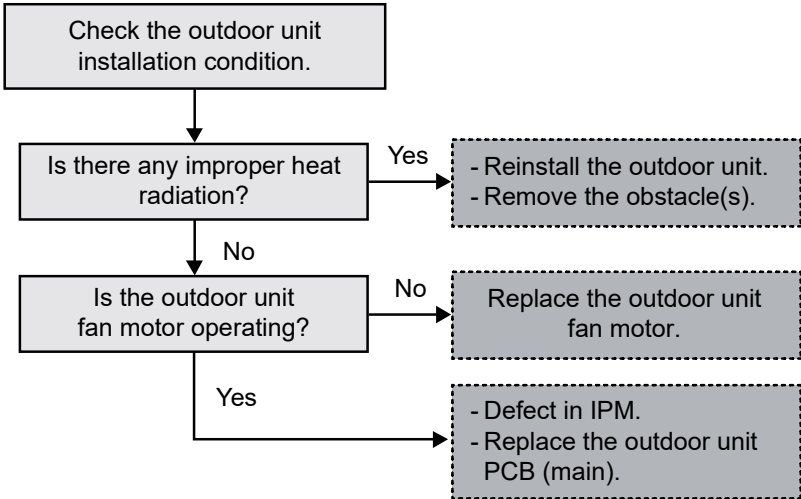 Check the outdoor unit
installation condition.
Is there any improper heat
radiation?
Yes
- Reinstall the outdoor unit.
- Remove the obstacle(s).
No
Is the outdoor unit
fan motor operating?
No
Replace the outdoor unit
fan motor.
Yes
- Defect in IPM.
- Replace the outdoor unit
PCB (main).